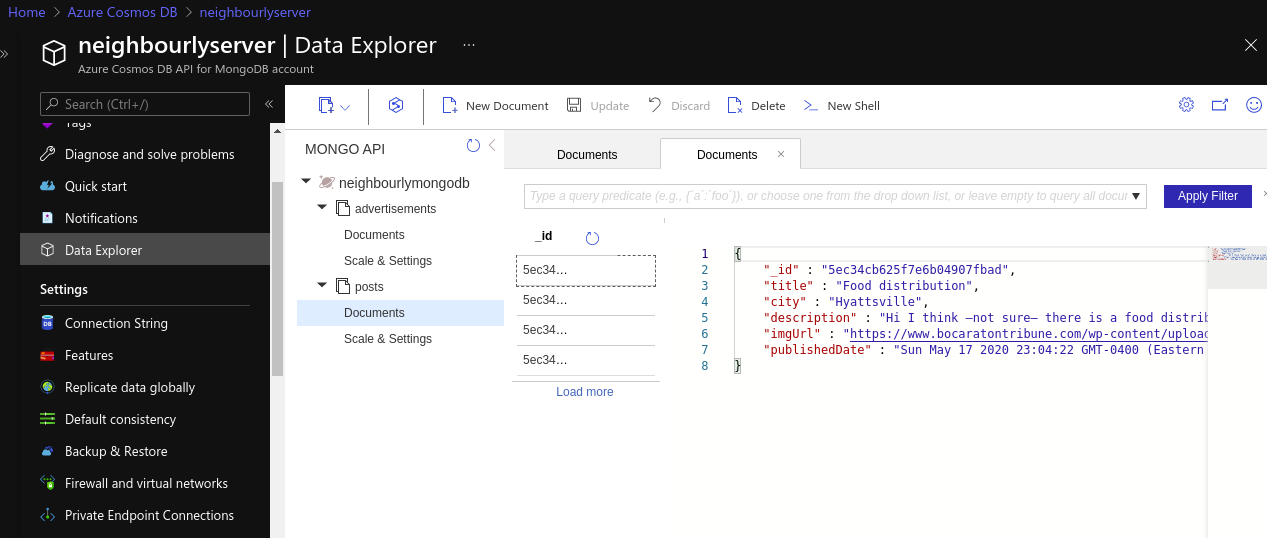 Home > Azure Cosmos DB > neighbourlyserver
neighbourlyserver | Data Explorer ...
Azure Cosmos DB API for MongoDB account
Search (Ctrl+/)
Tags
Diagnose and solve problems
Quick start
Notifications
Data Explorer
Settings
Connection String
Features
Replicate data globally
Default consistency
Backup & Restore
Firewall and virtual networks
Private Endpoint Connections
New Document Update Discard Delete New Shell
MONGO API
neighbourlymongodb
advertisements
Documents
Scale & Settings
posts
Documents
Scale & Settings
Documents Documents
Type a query predicate (e.g., {´a´:´foo´}), or choose one from the drop down list, or leave empty to query all docu
Apply Filter
_id
5ec34...
5ec34...
5ec34...
5ec34...
Load more
1 {
2 "_id" : "5ec34cb625f7e6b04907fbad",
3 "title" : "Food distribution",
4 "city" : "Hyattsville",
5 "description" : "Hi I think —not sure— there is a food distrib
6 "imgUrl" : "https://www.bocaratontribune.com/wp-content/upload
7 "publishedDate" : "Sun May 17 2020 23:04:22 GMT-0400 (Eastern
8 }